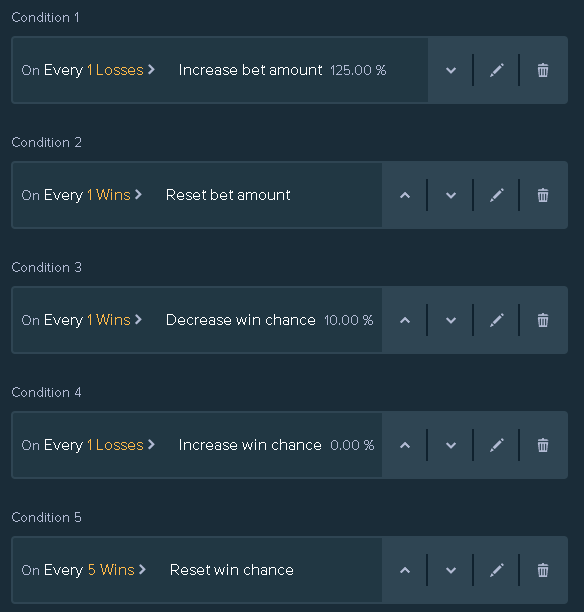 Condition 1
On Every 1 Losses > Increase bet amount 125.00 %
Condition 2
On Every 1 Wins > Reset bet amount
Condition 3
On Every 1 Wins > Decrease win chance 10.00 %
Condition 4
On Every 1 Losses > Increase win chance 0.00 %
Condition 5
On Every 5 Wins > Reset win chance